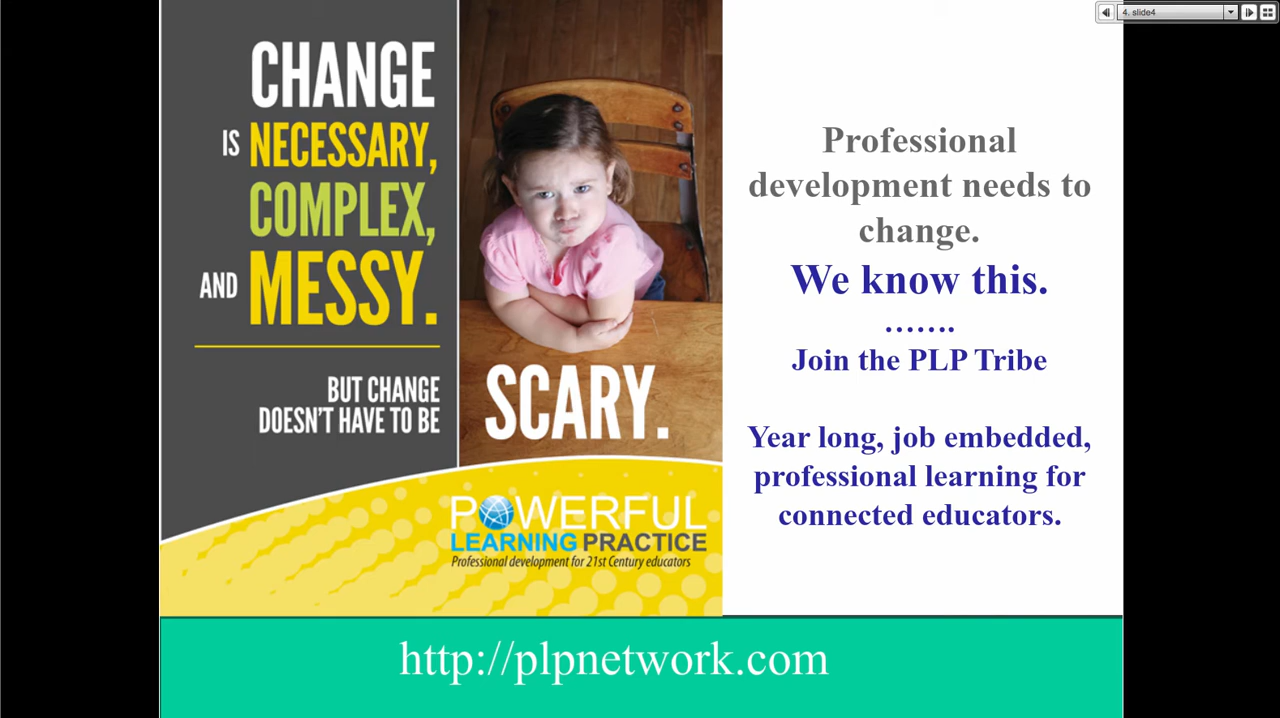 4. slide4
CHANGE
IS NECESSARY,
COMPLEX,
AND MESSY.
BUT CHANGE
DOESN'T HAVE TO BE
SCARY.
POWERFUL
LEARNING PRACTICE
Professional development for 21st Century educators
Professional
development needs to
change.
We know this.
…….
Join the PLP Tribe
Year long, job embedded,
professional learning for
connected educators.
http://plpnetwork.com